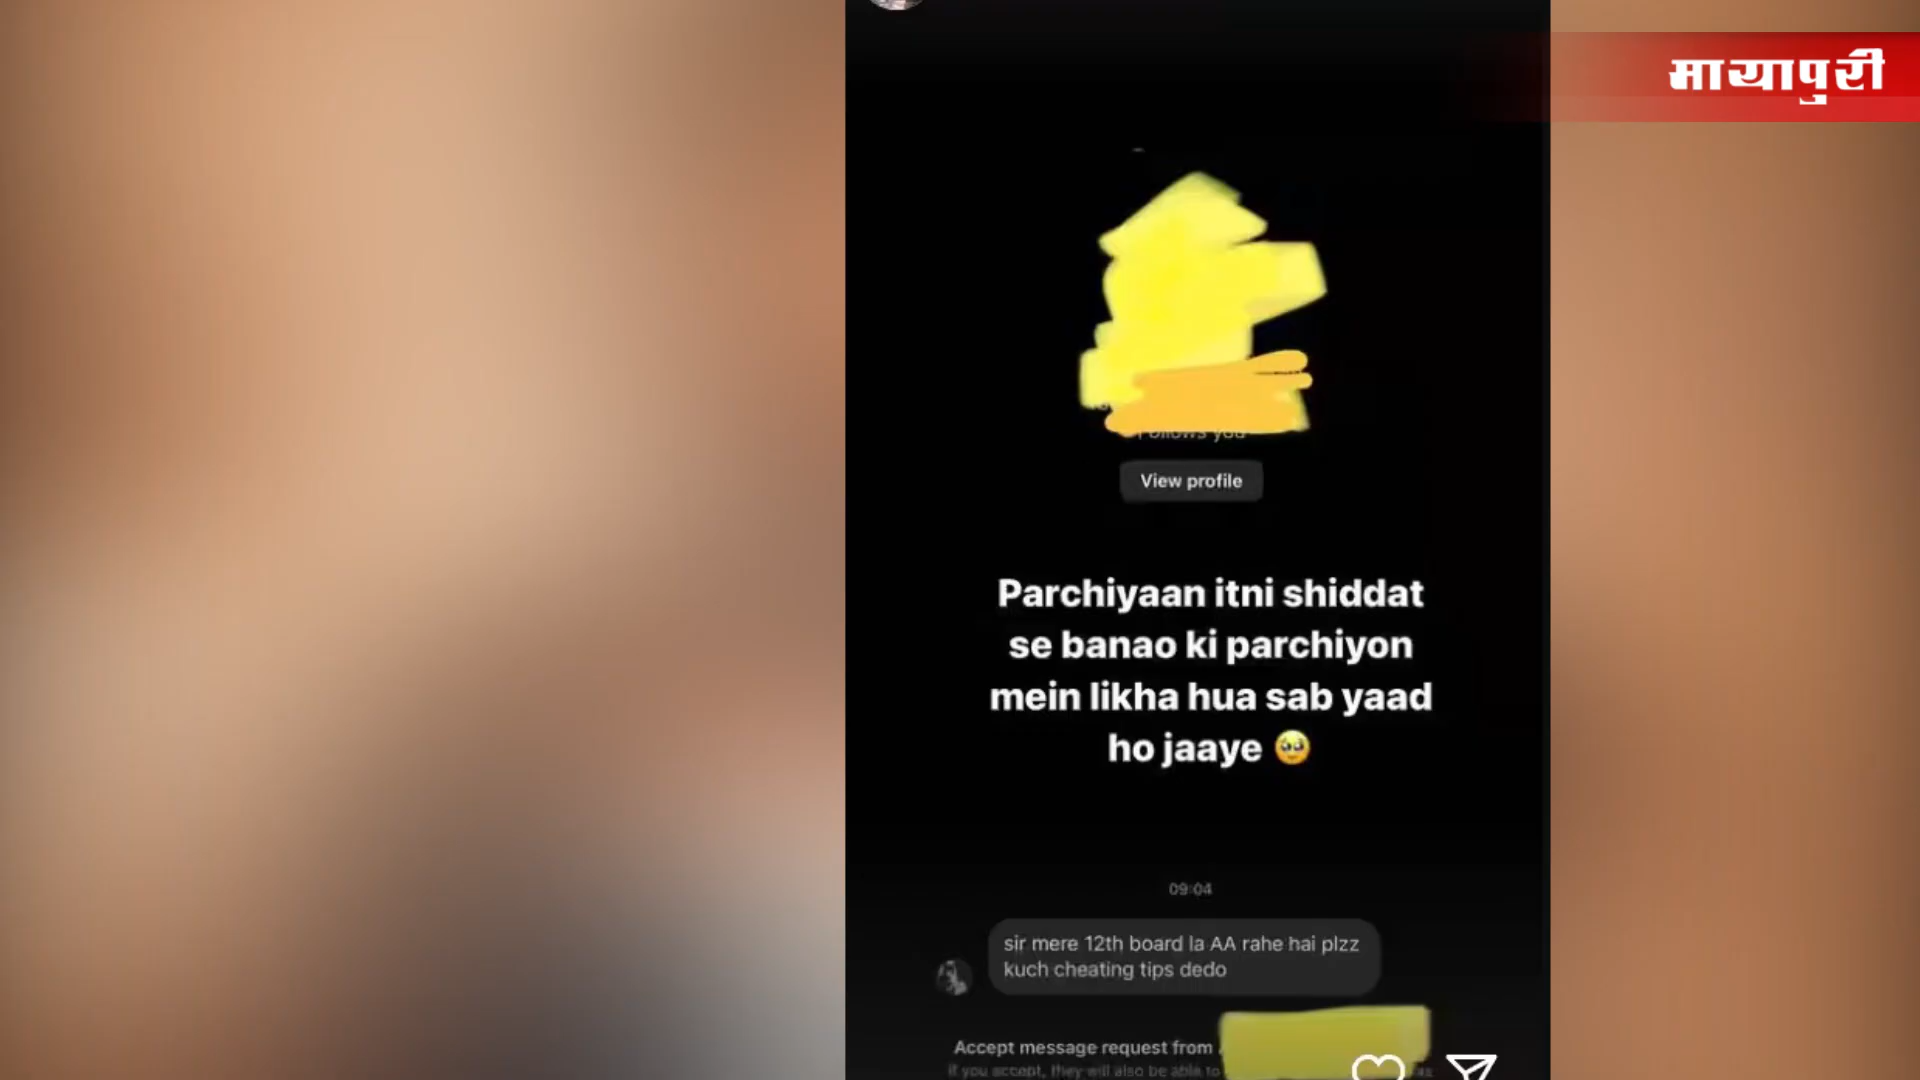 मायापुरी
Follows you
View profile
Parchiyaan itni shiddat
se banao ki parchiyon
mein likha hua sab yaad
ho jaaye 🥹
09:04
sir mere 12th board la AA rahe hai plzz
kuch cheating tips dedo
Accept message request from
If you accept, they will also be able to